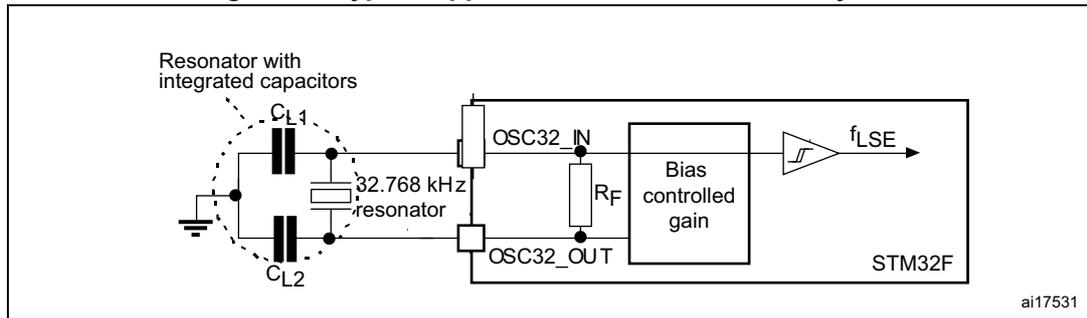 Resonator with
integrated capacitors
CL1
OSC32_IN
fLSE
32.768 kHz
resonator
RF
Bias
controlled
gain
OSC32_OUT
STM32F
CL2
ai17531